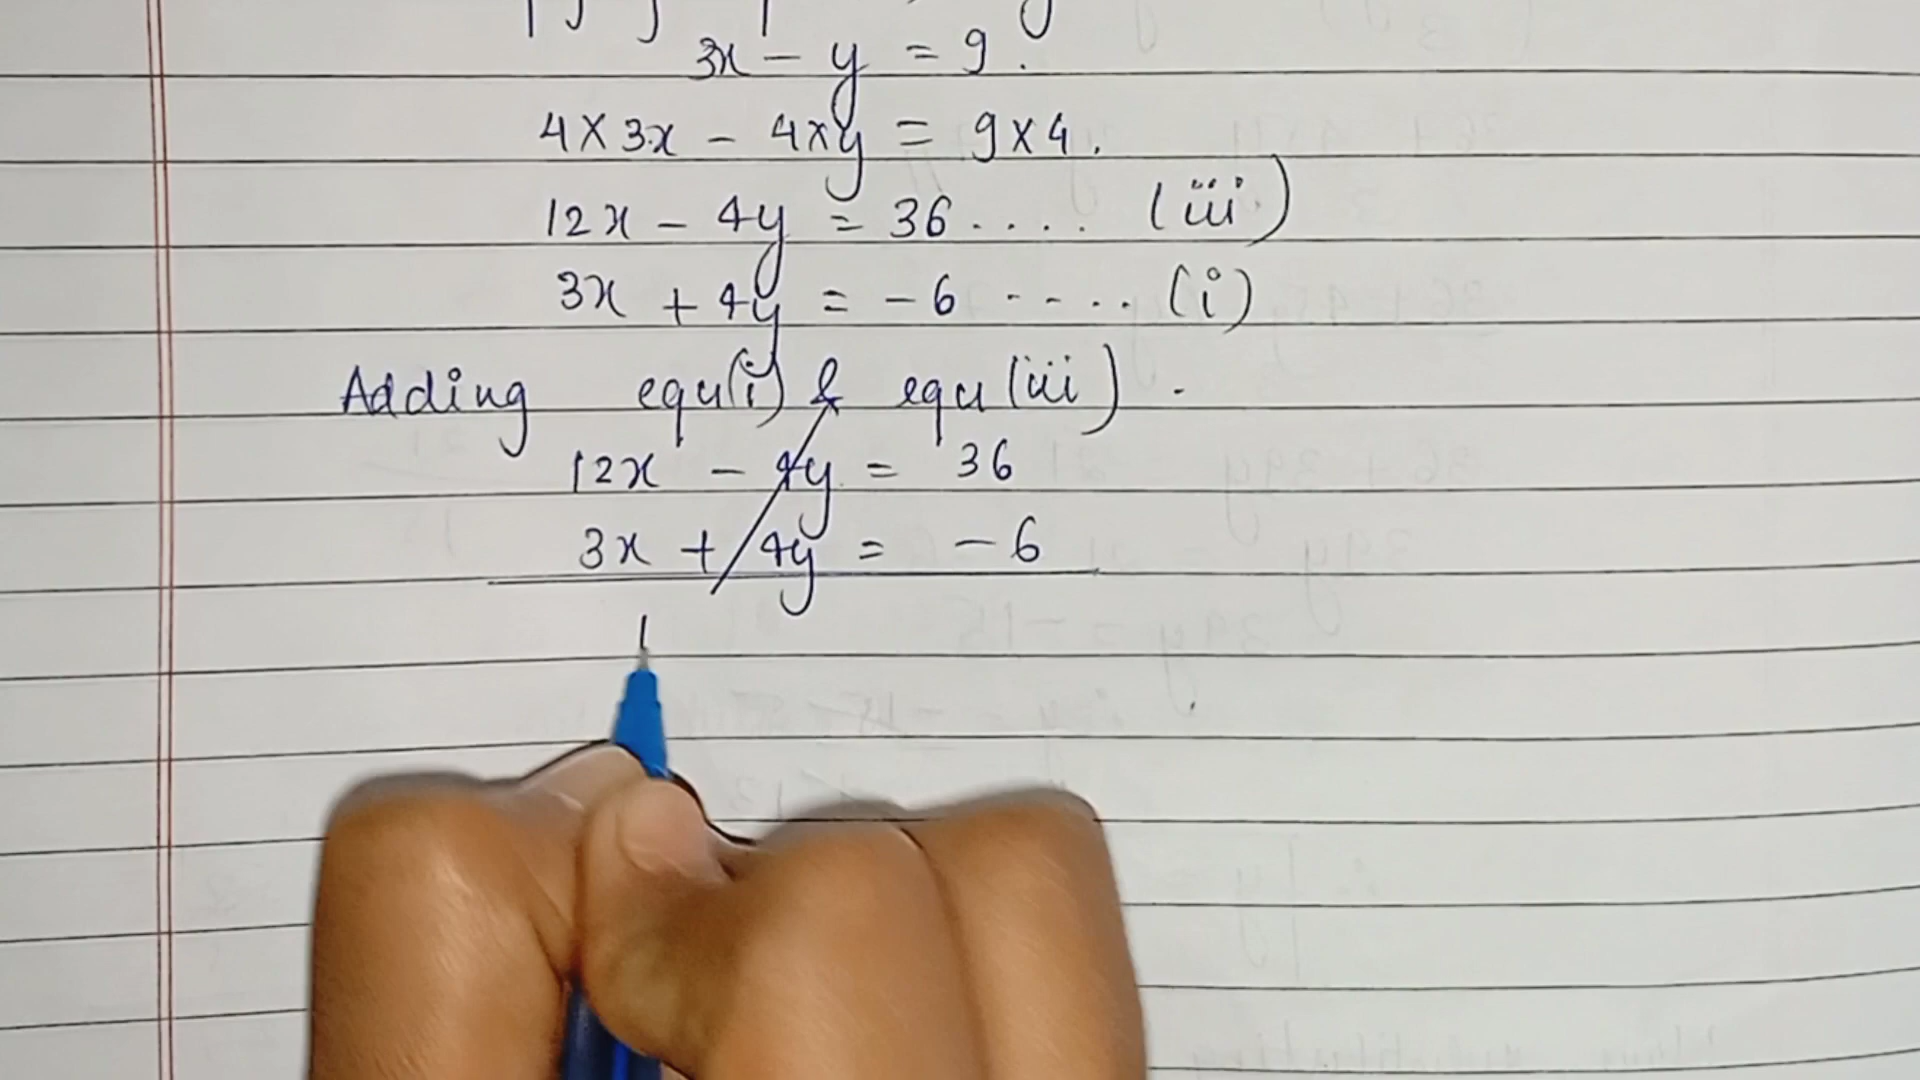 3x - y = 9.
4 × 3x - 4×y = 9 × 4.
12x - 4y = 36 .... (iii)
3x + 4y = -6 .... (i)
Adding equ(i) & equ(iii).
12x - 4y = 36
3x + 4y = -6
1